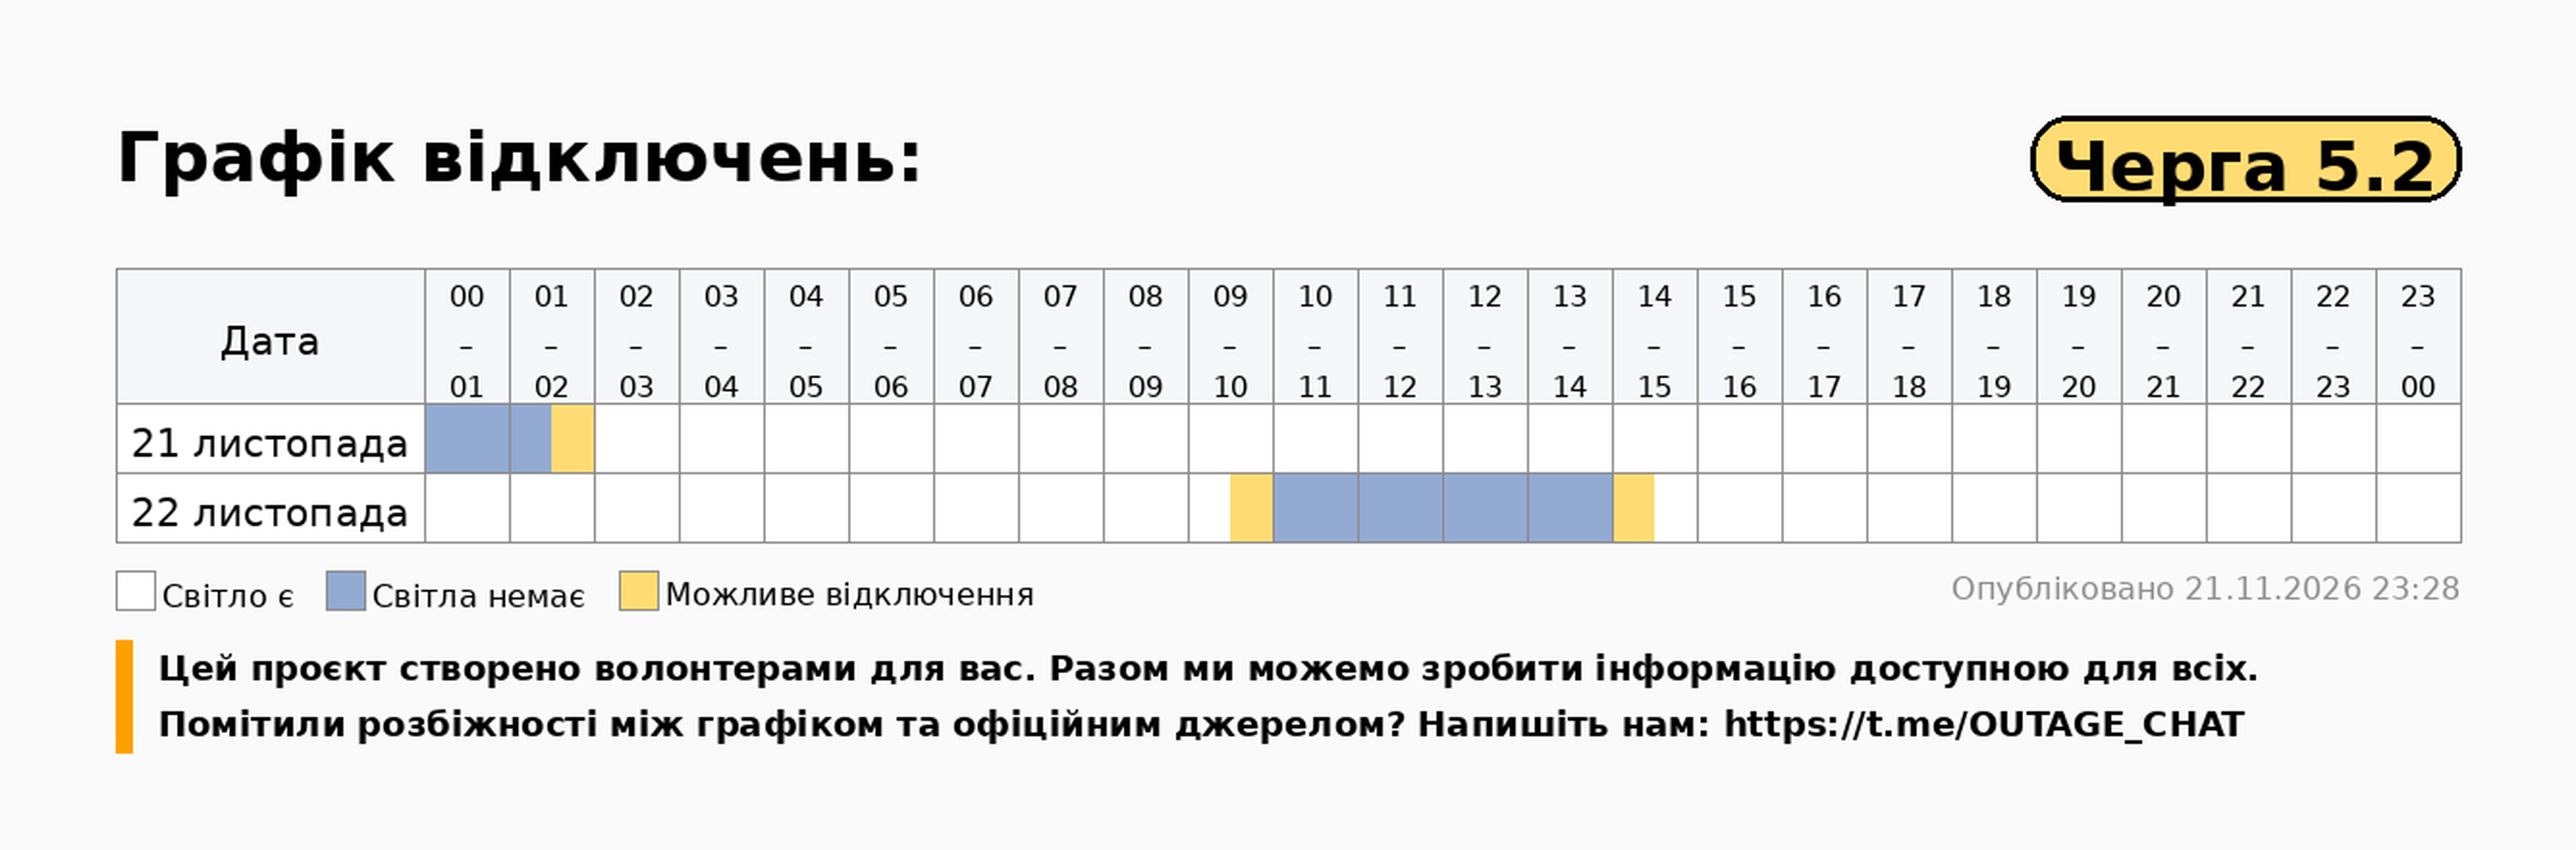 Графік відключень:
Черга 5.2
Дата 00 – 01 01 – 02 02 – 03 03 – 04 04 – 05 05 – 06 06 – 07 07 – 08 08 – 09 09 – 10 10 – 11 11 – 12 12 – 13 13 – 14 14 – 15 15 – 16 16 – 17 17 – 18 18 – 19 19 – 20 20 – 21 21 – 22 22 – 23 23 – 00
21 листопада
22 листопада
Світло є Світла немає Можливе відключення
Опубліковано 21.11.2026 23:28
Цей проєкт створено волонтерами для вас. Разом ми можемо зробити інформацію доступною для всіх.
Помітили розбіжності між графіком та офіційним джерелом? Напишіть нам: https://t.me/OUTAGE_CHAT